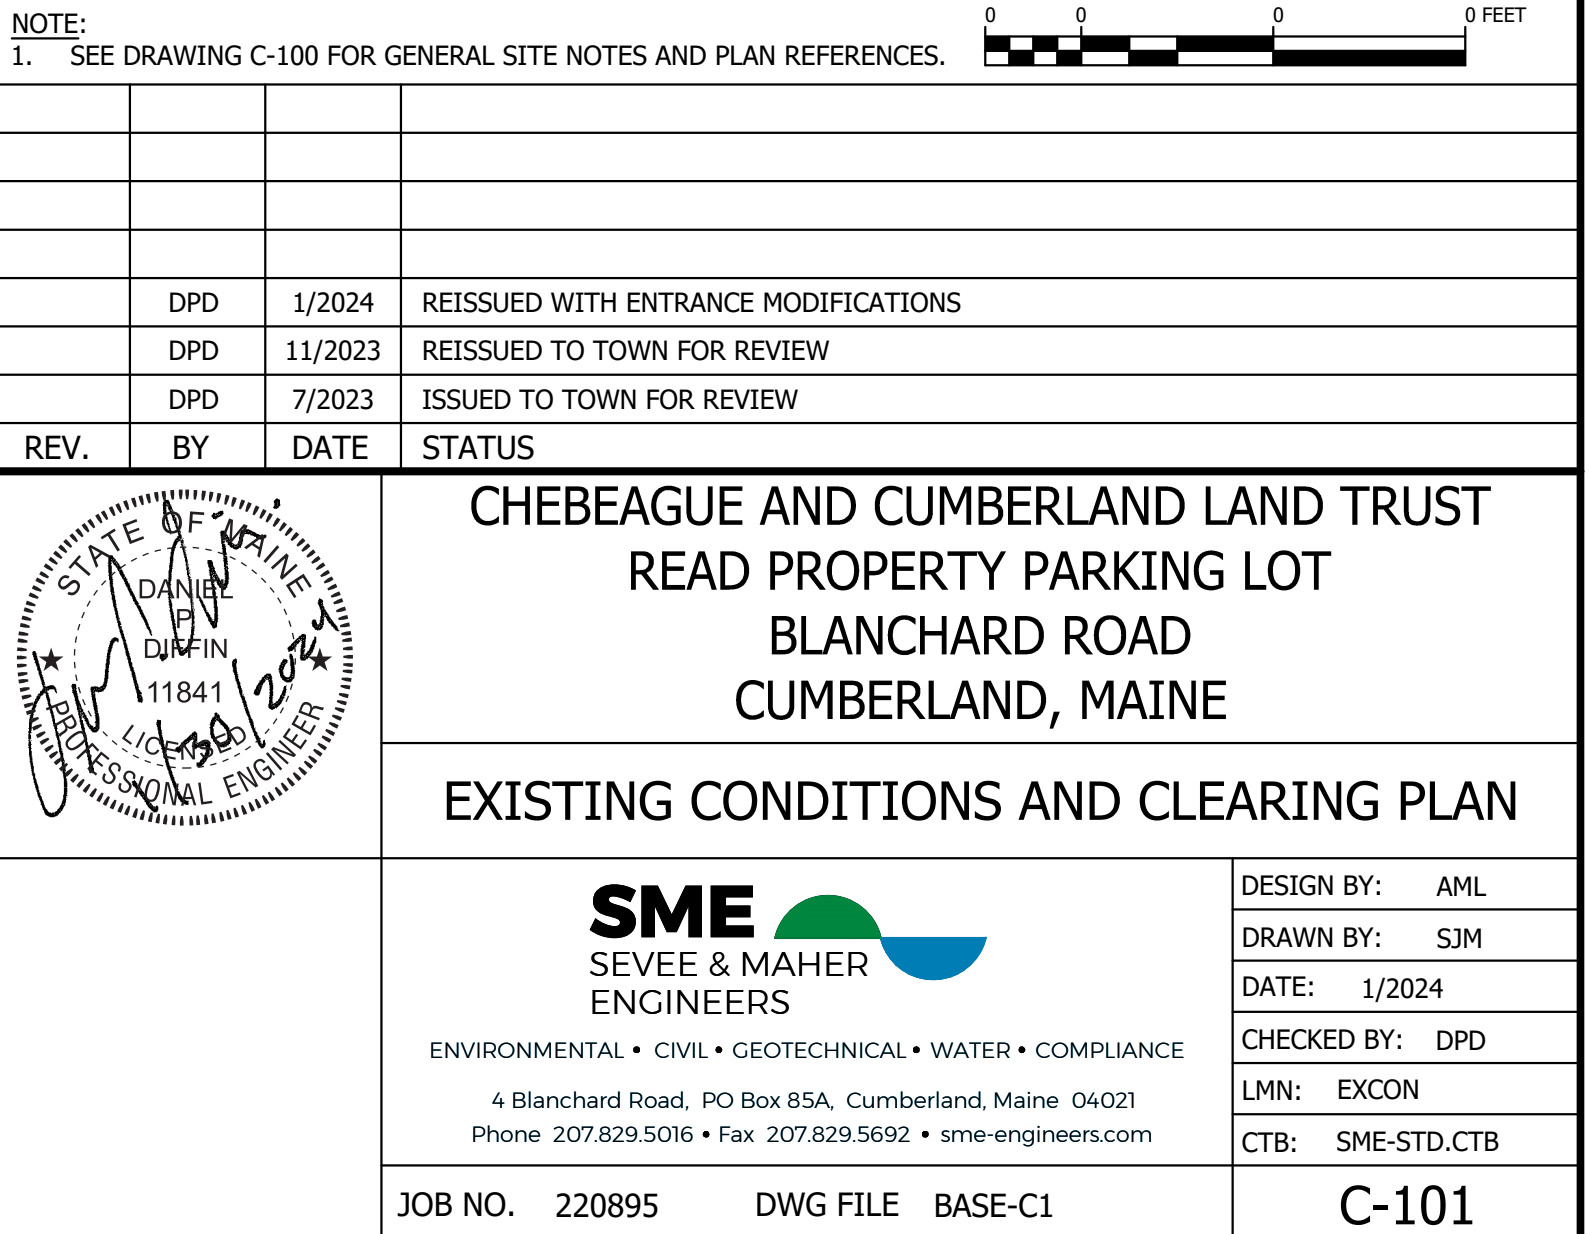 NOTE:
1. SEE DRAWING C-100 FOR GENERAL SITE NOTES AND PLAN REFERENCES.
0 0 0 0 FEET
DPD 1/2024 REISSUED WITH ENTRANCE MODIFICATIONS
DPD 11/2023 REISSUED TO TOWN FOR REVIEW
DPD 7/2023 ISSUED TO TOWN FOR REVIEW
REV. BY DATE STATUS
STATE OF MAINE
DANIEL
P.
DIFFIN
11841
LICENSED
PROFESSIONAL ENGINEER
1/30/2024
CHEBEAGUE AND CUMBERLAND LAND TRUST
READ PROPERTY PARKING LOT
BLANCHARD ROAD
CUMBERLAND, MAINE
EXISTING CONDITIONS AND CLEARING PLAN
SME
SEVEE & MAHER
ENGINEERS
ENVIRONMENTAL • CIVIL • GEOTECHNICAL • WATER • COMPLIANCE
4 Blanchard Road, PO Box 85A, Cumberland, Maine 04021
Phone 207.829.5016 • Fax 207.829.5692 • sme-engineers.com
DESIGN BY: AML
DRAWN BY: SJM
DATE: 1/2024
CHECKED BY: DPD
LMN: EXCON
CTB: SME-STD.CTB
JOB NO. 220895 DWG FILE BASE-C1
C-101